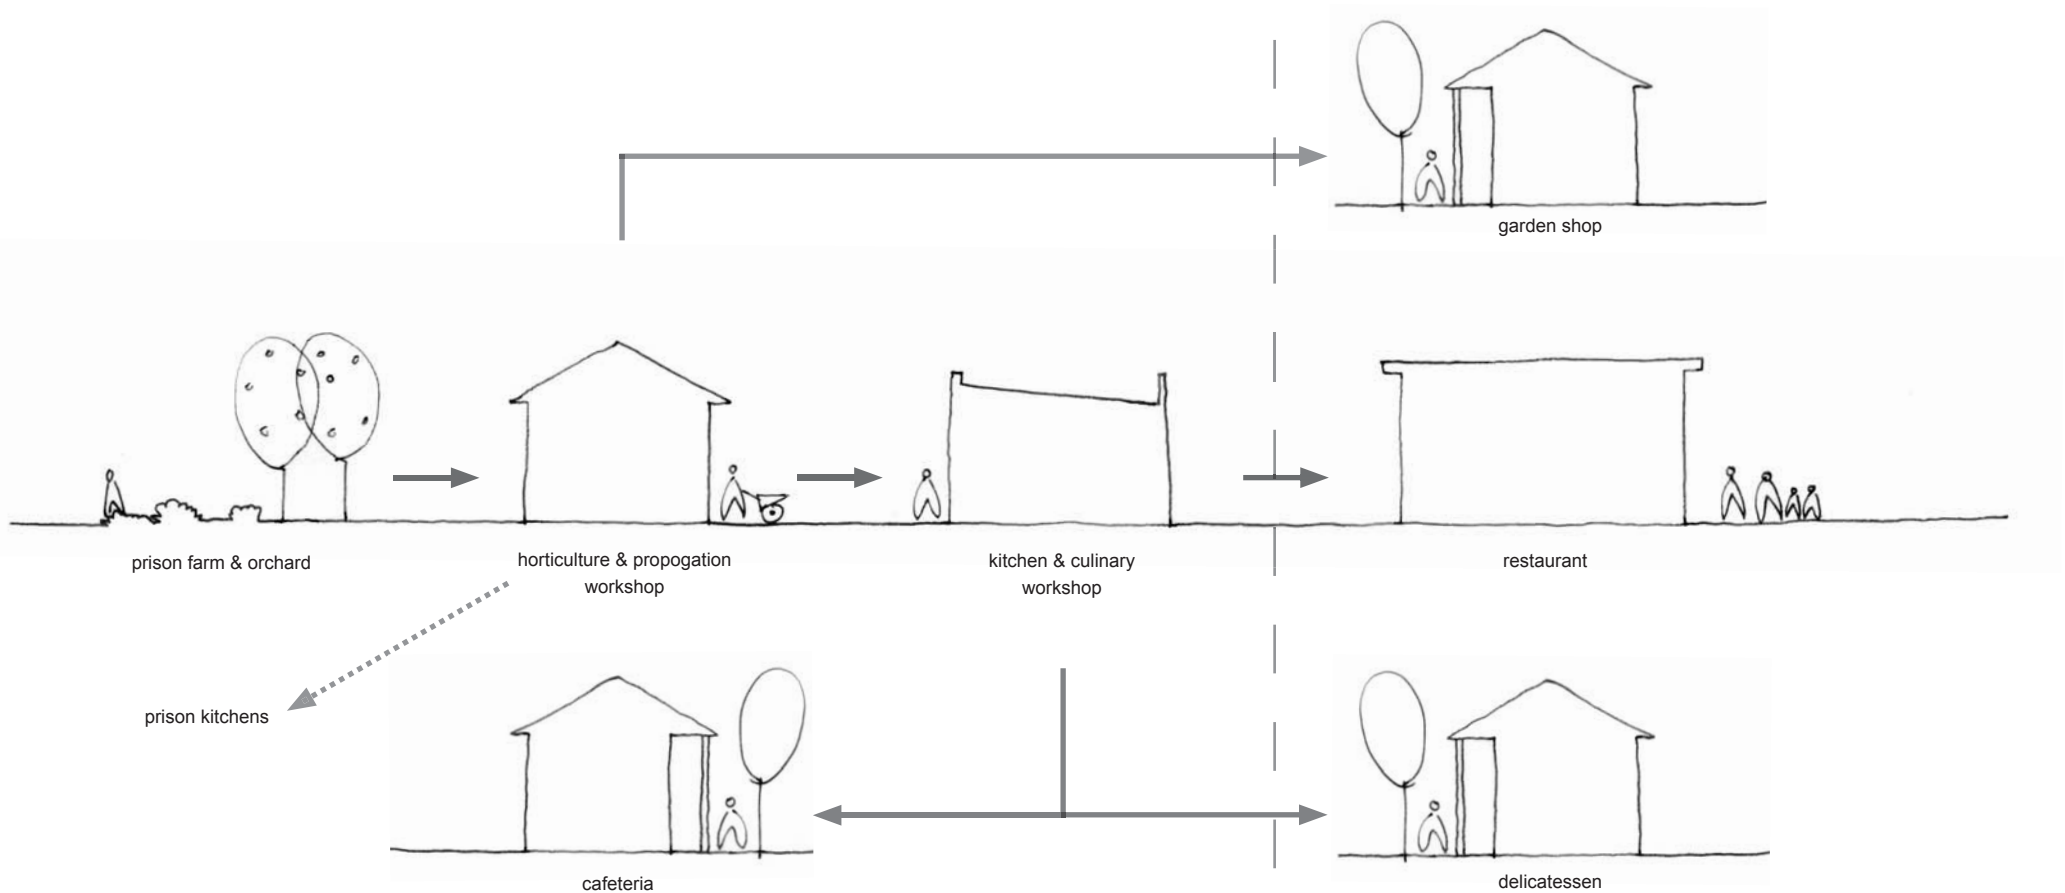 garden shop
prison farm & orchard
horticulture & propogation
workshop
kitchen & culinary
workshop
restaurant
prison kitchens
cafeteria
delicatessen